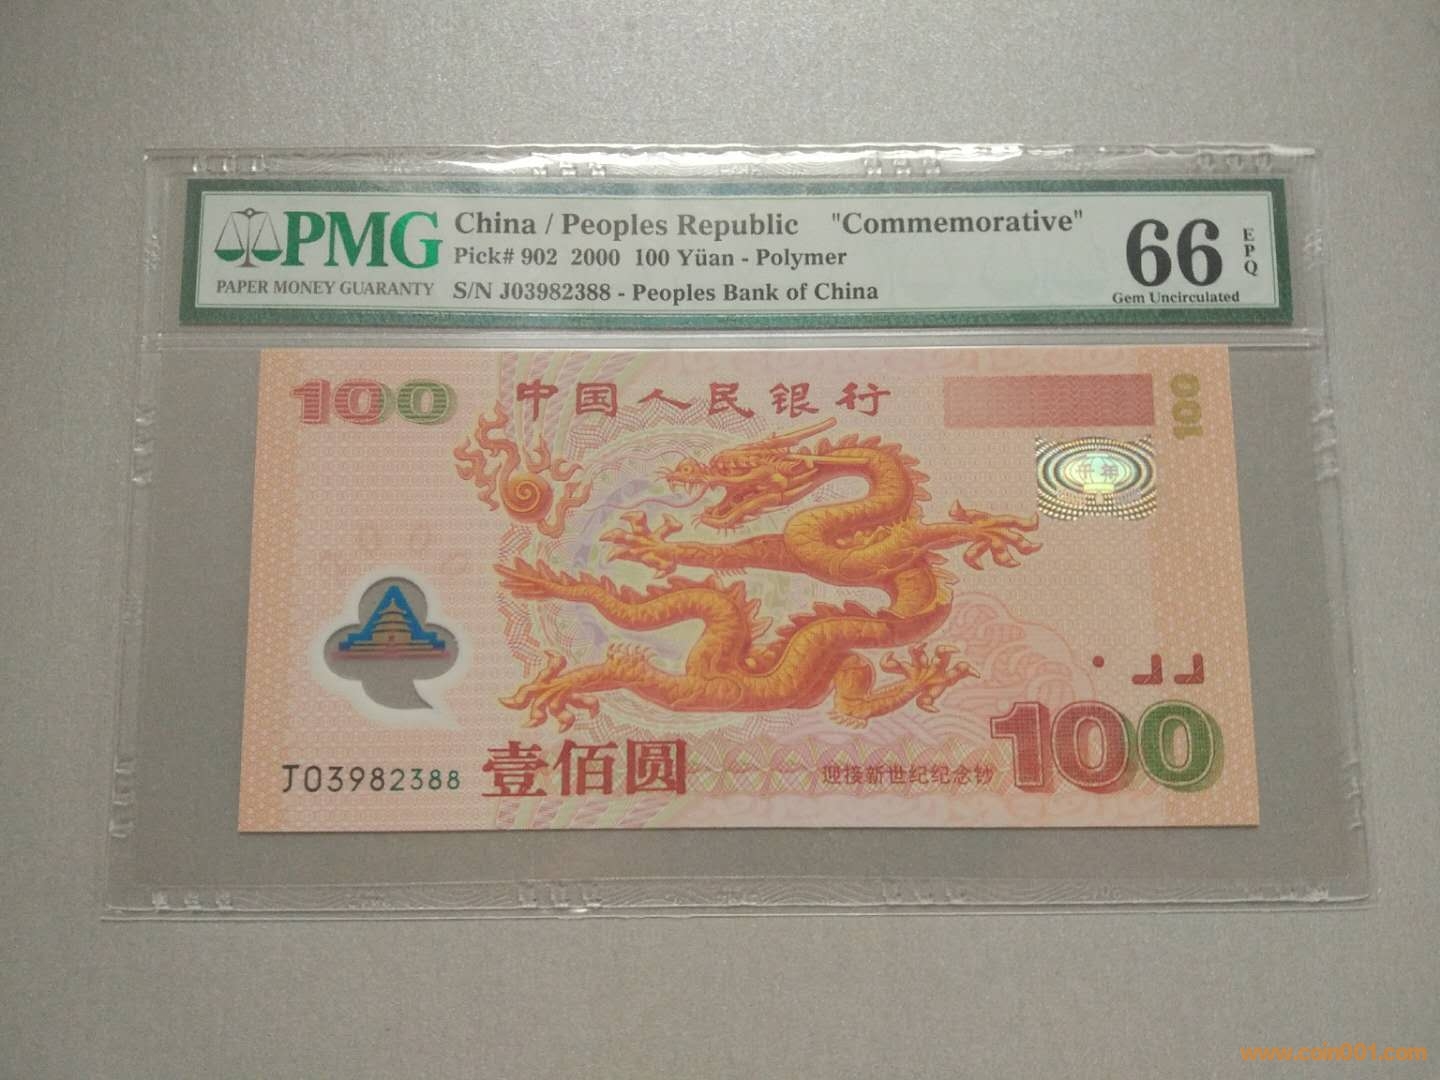 PMG
PAPER MONEY GUARANTY
China / Peoples Republic "Commemorative"
Pick# 902 2000 100 Yüan - Polymer
S/N J03982388 - Peoples Bank of China
66
EPQ
Gem Uncirculated
100
中国人民银行
100
千年
J03982388
壹佰圆
迎接新世纪纪念钞
100
www.coin001.com